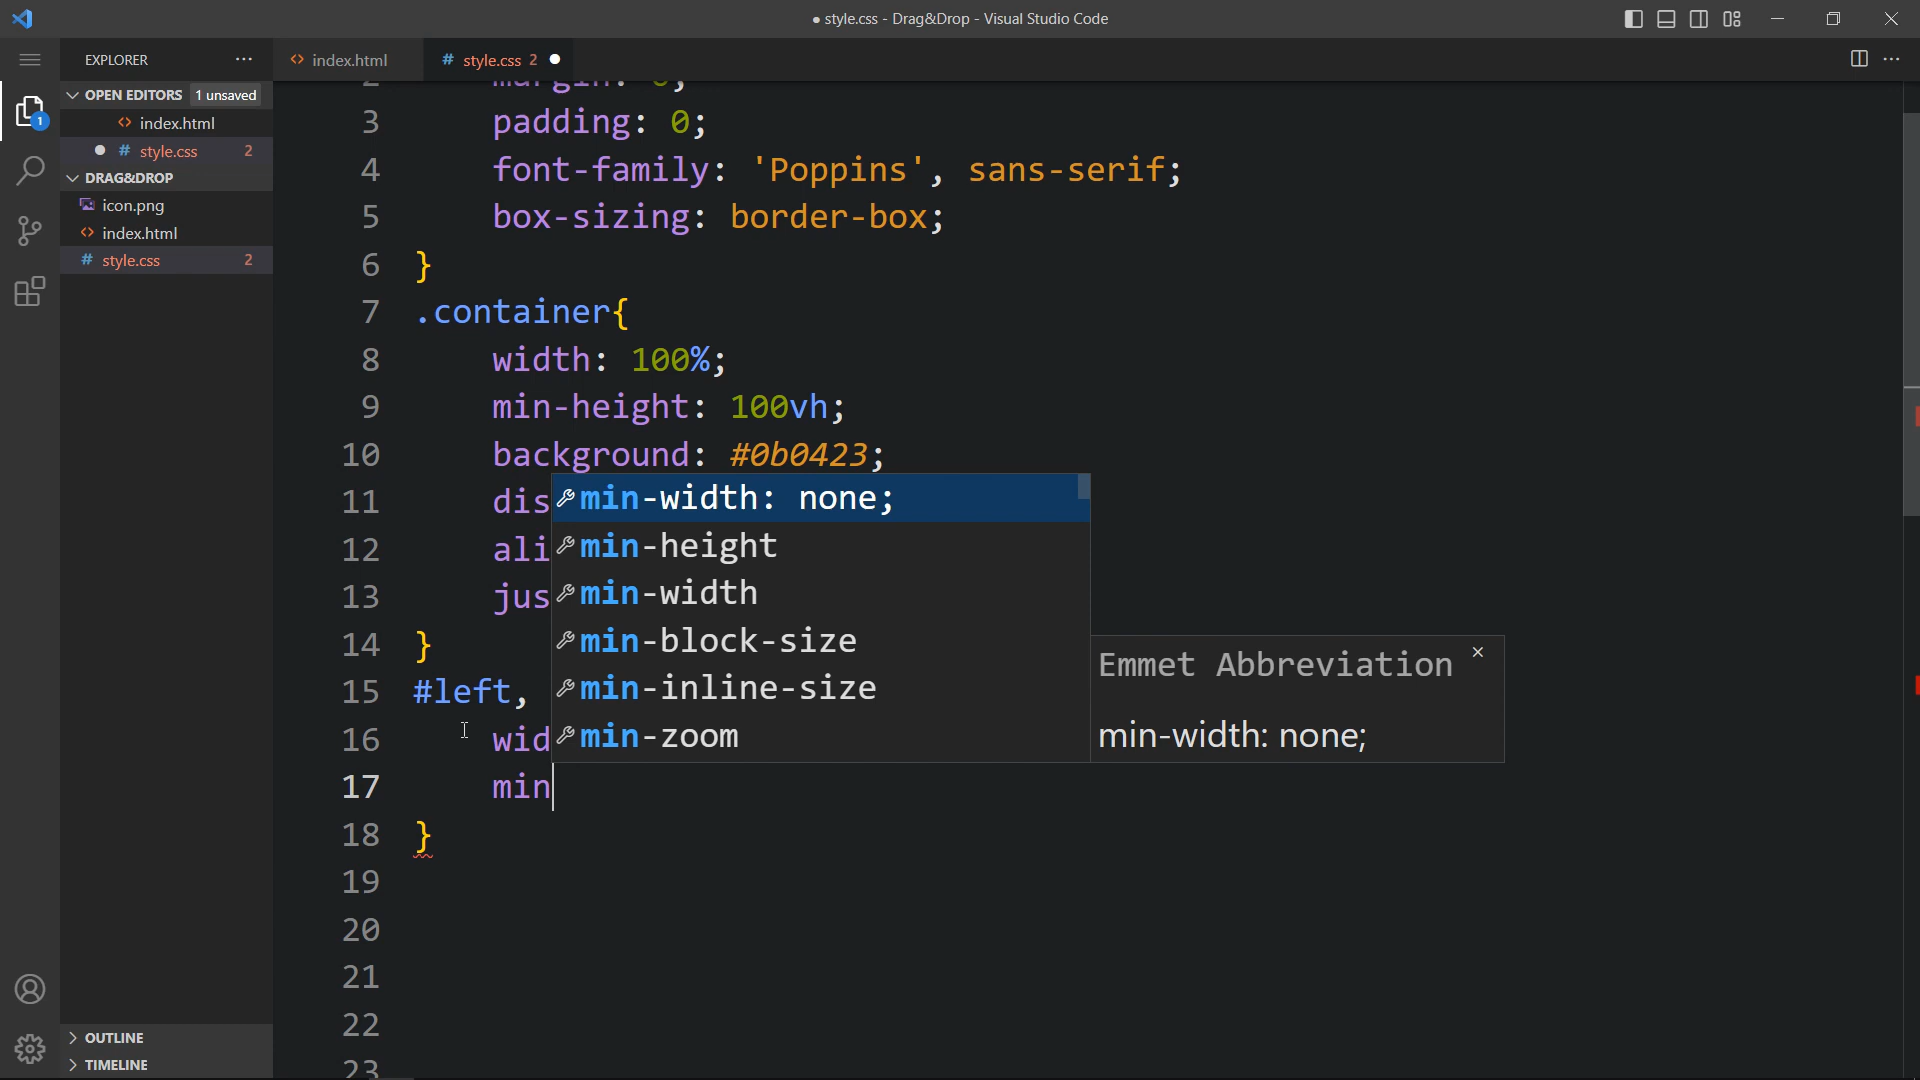 ● style.css - Drag&Drop - Visual Studio Code
EXPLORER ···
index.html
# style.css 2 ●
OPEN EDITORS 1 unsaved
index.html
● # style.css 2
DRAG&DROP
icon.png
index.html
# style.css 2
OUTLINE
TIMELINE
1
2 margin: 0;
3 padding: 0;
4 font-family: 'Poppins', sans-serif;
5 box-sizing: border-box;
6 }
7 .container{
8 width: 100%;
9 min-height: 100vh;
10 background: #0b0423;
11 dis
12 ali
13 jus
14 }
15 #left,
16 wid
17 min
18 }
19
20
21
22
23
min-width: none;
min-height
min-width
min-block-size
min-inline-size
min-zoom
Emmet Abbreviation ×
min-width: none;